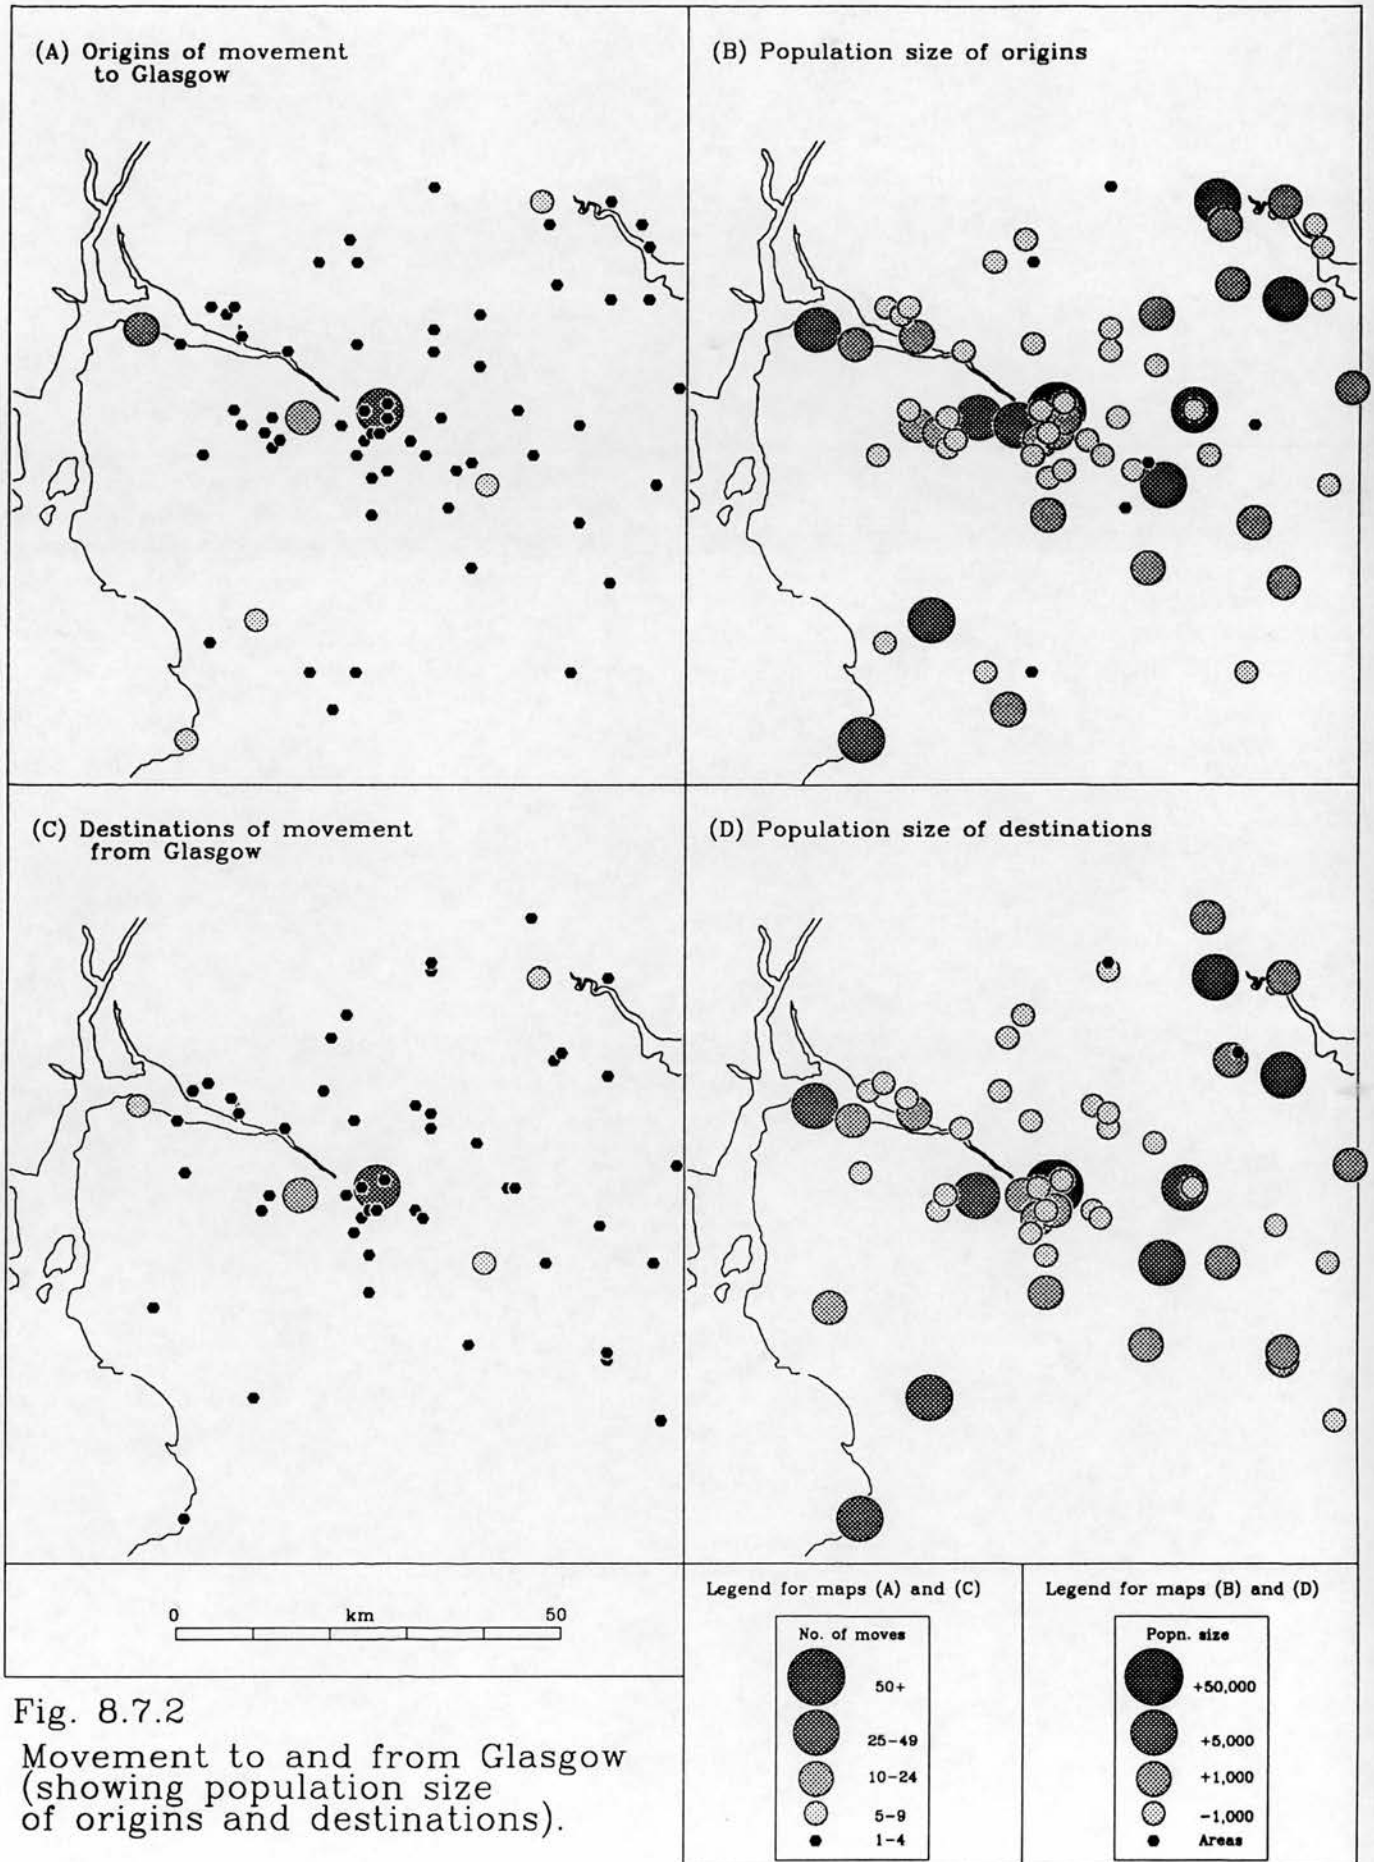 (A) Origins of movement
to Glasgow
(B) Population size of origins
(C) Destinations of movement
from Glasgow
(D) Population size of destinations
0 km 50
Legend for maps (A) and (C)
No. of moves
50+
25-49
10-24
5-9
1-4
Legend for maps (B) and (D)
Popn. size
+50,000
+5,000
+1,000
-1,000
Areas
Fig. 8.7.2
Movement to and from Glasgow
(showing population size
of origins and destinations).